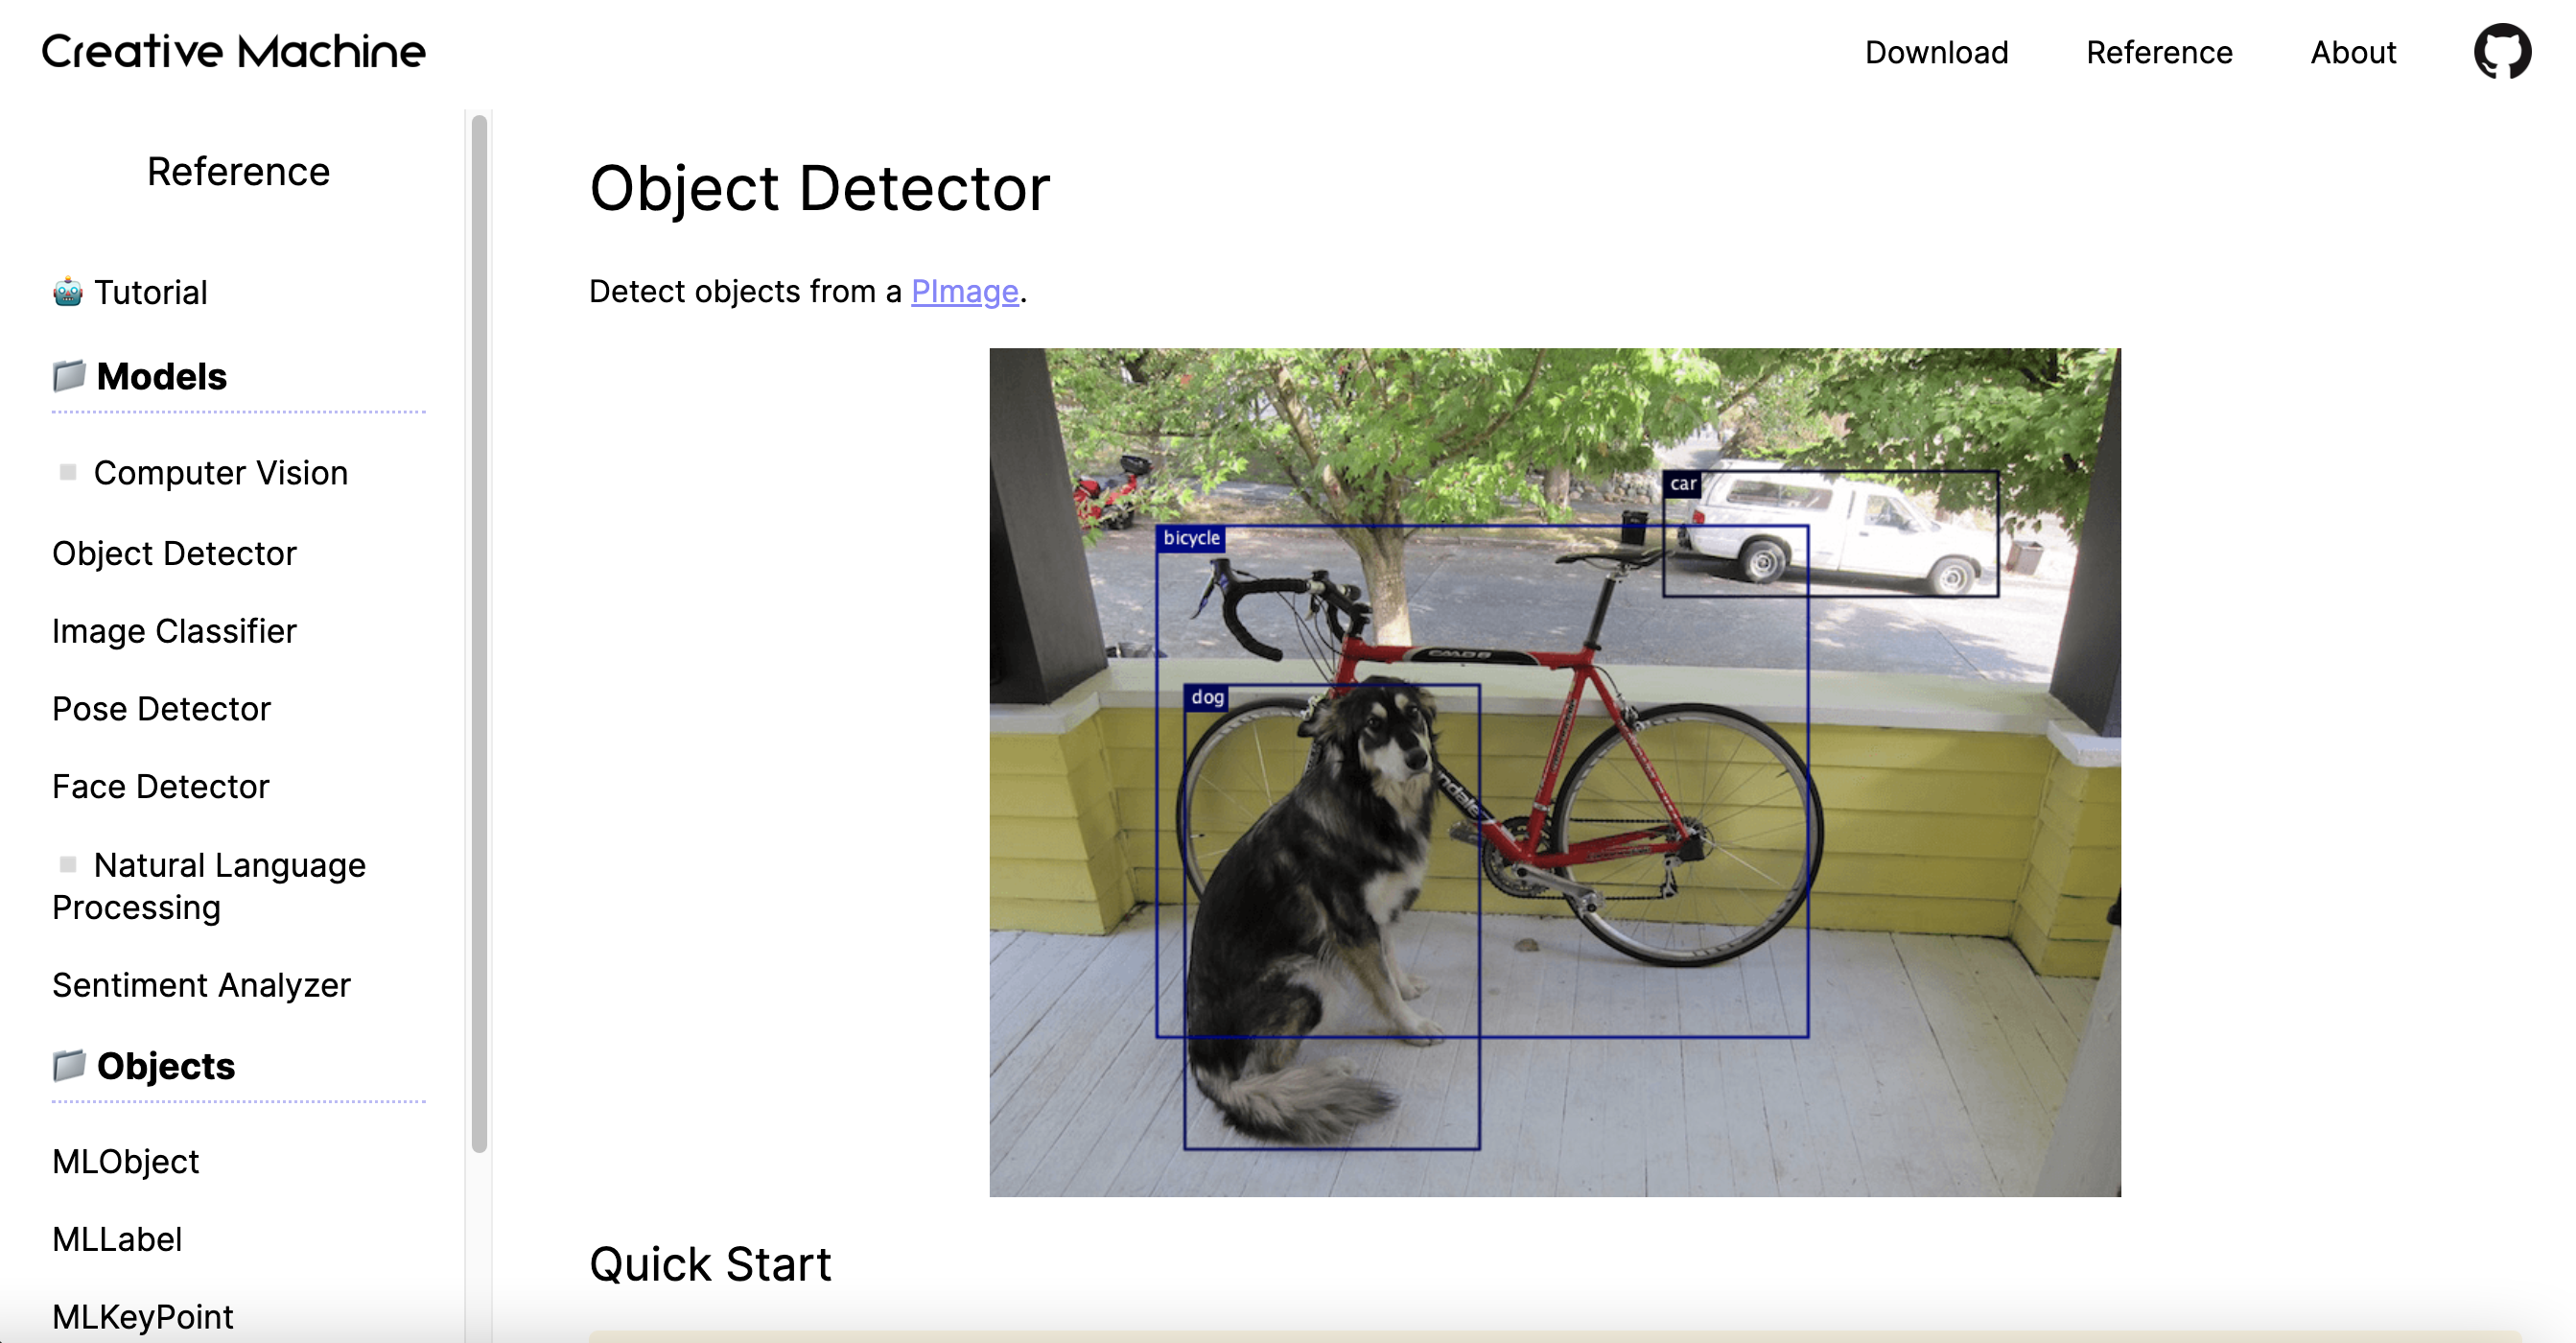 Creative Machine
Download
Reference
About
Reference
Tutorial
Models
Computer Vision
Object Detector
Image Classifier
Pose Detector
Face Detector
Natural Language
Processing
Sentiment Analyzer
Objects
MLObject
MLLabel
MLKeyPoint
Object Detector
Detect objects from a PImage.
car
bicycle
dog
ndale
Quick Start